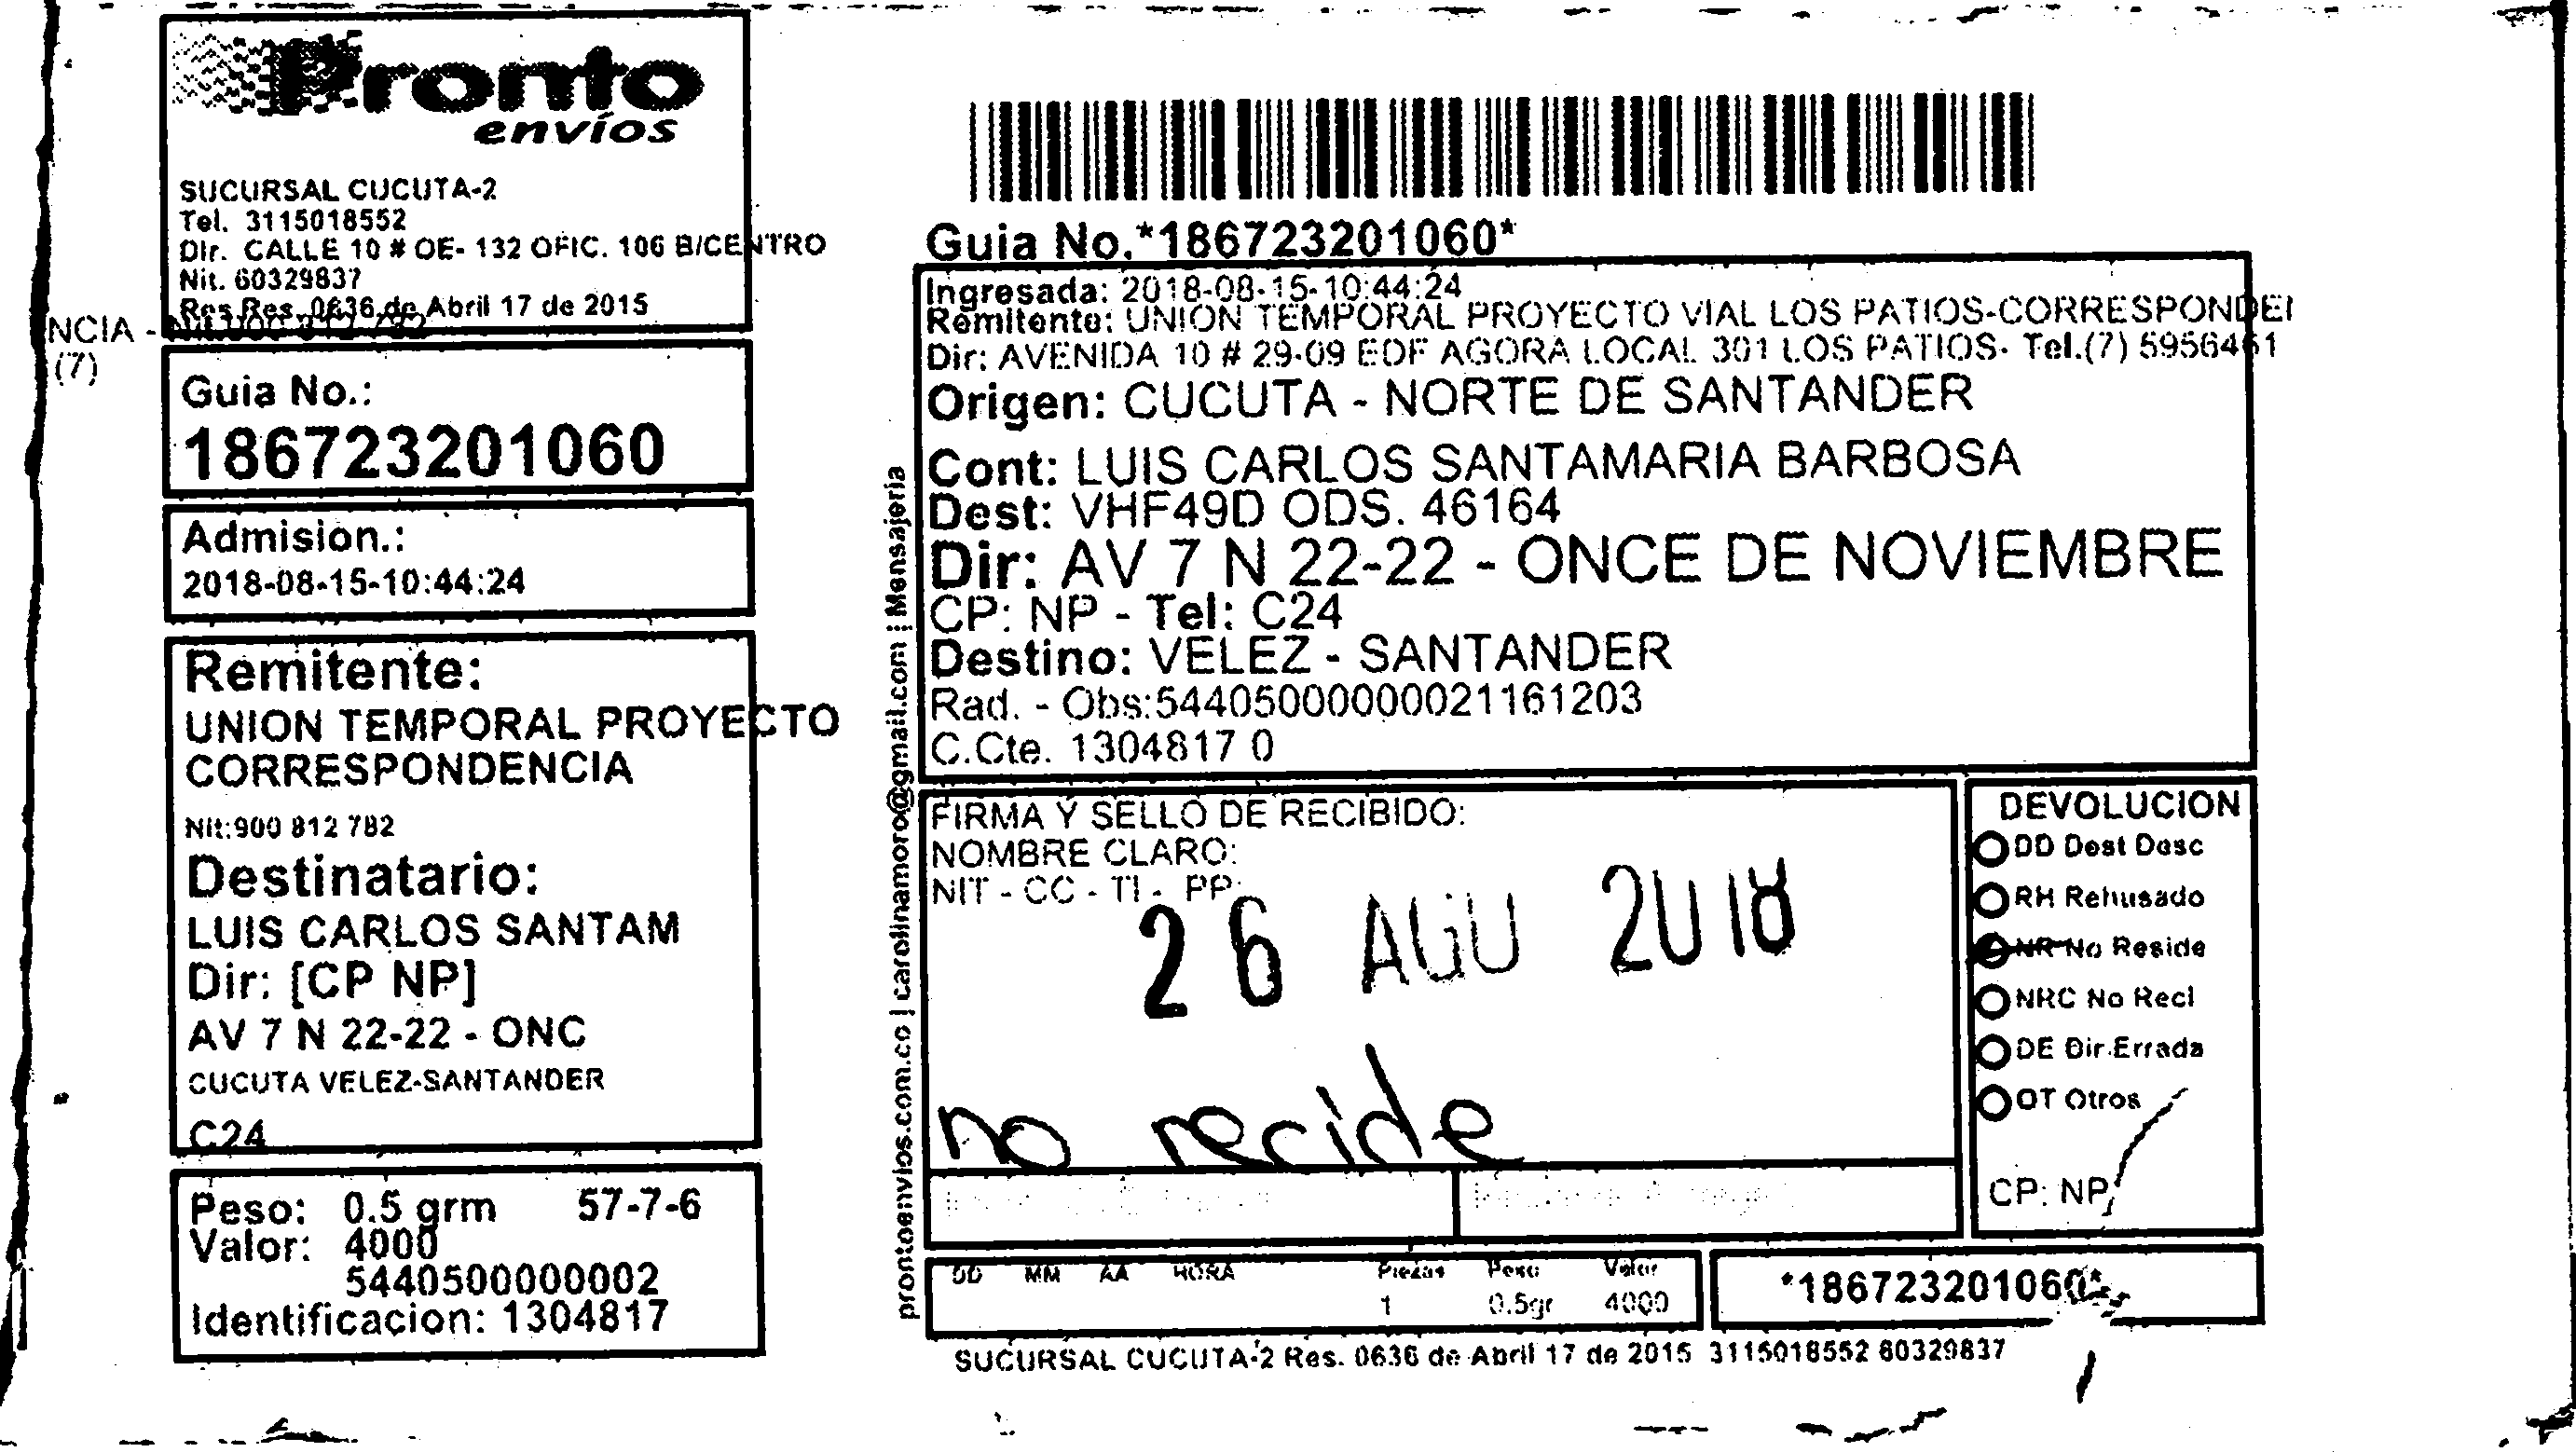 Pronto
envíos
SUCURSAL CUCUTA-2
Tel. 3115018552
Dir. CALLE 10 # OE- 132 OFIC. 106 B/CENTRO
Nit. 60329837
Res Res. 0636 de Abril 17 de 2015
NCIA -
(7)
Guia No.:
186723201060
Admision.:
2018-08-15-10:44:24
Remitente:
UNION TEMPORAL PROYECTO
CORRESPONDENCIA
Nit:900 812 782
Destinatario:
LUIS CARLOS SANTAM
Dir: [CP NP]
AV 7 N 22-22 - ONC
CUCUTA VELEZ-SANTANDER
C24
Peso: 0.5 grm 57-7-6
Valor: 4000
5440500000002
Identificacion: 1304817
prontoenvios.com.co | carolinamoro@gmail.com | Mensajeria
Guia No.*186723201060*
Ingresada: 2018-08-15-10:44:24
Remitente: UNION TEMPORAL PROYECTO VIAL LOS PATIOS-CORRESPONDEI
Dir: AVENIDA 10 # 29-09 EDF AGORA LOCAL 301 LOS PATIOS- Tel.(7) 5956461
Origen: CUCUTA - NORTE DE SANTANDER
Cont: LUIS CARLOS SANTAMARIA BARBOSA
Dest: VHF49D ODS. 46164
Dir: AV 7 N 22-22 - ONCE DE NOVIEMBRE
CP: NP - Tel: C24
Destino: VELEZ - SANTANDER
Rad. - Obs:544050000000021161203
C.Cte. 1304817 0
FIRMA Y SELLO DE RECIBIDO:
NOMBRE CLARO:
NIT - CC - TI - PP:
26 AGO 2018
no recide
DEVOLUCION
DD Dest Desc
RH Rehusado
NR No Reside
NRC No Recl
DE Dir.Errada
OT Otros
CP: NP
DD MM AA HORA Piezas Peso Valor
1 0.5gr 4000
*186723201060*
SUCURSAL CUCUTA-2 Res. 0636 de Abril 17 de 2015 3115018552 60329837